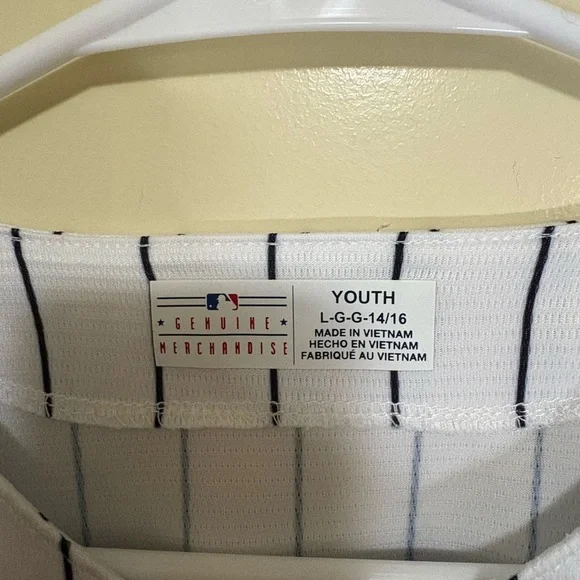 ★ GENUINE ★
MERCHANDISE
YOUTH
L-G-G-14/16
MADE IN VIETNAM
HECHO EN VIETNAM
FABRIQUÉ AU VIETNAM